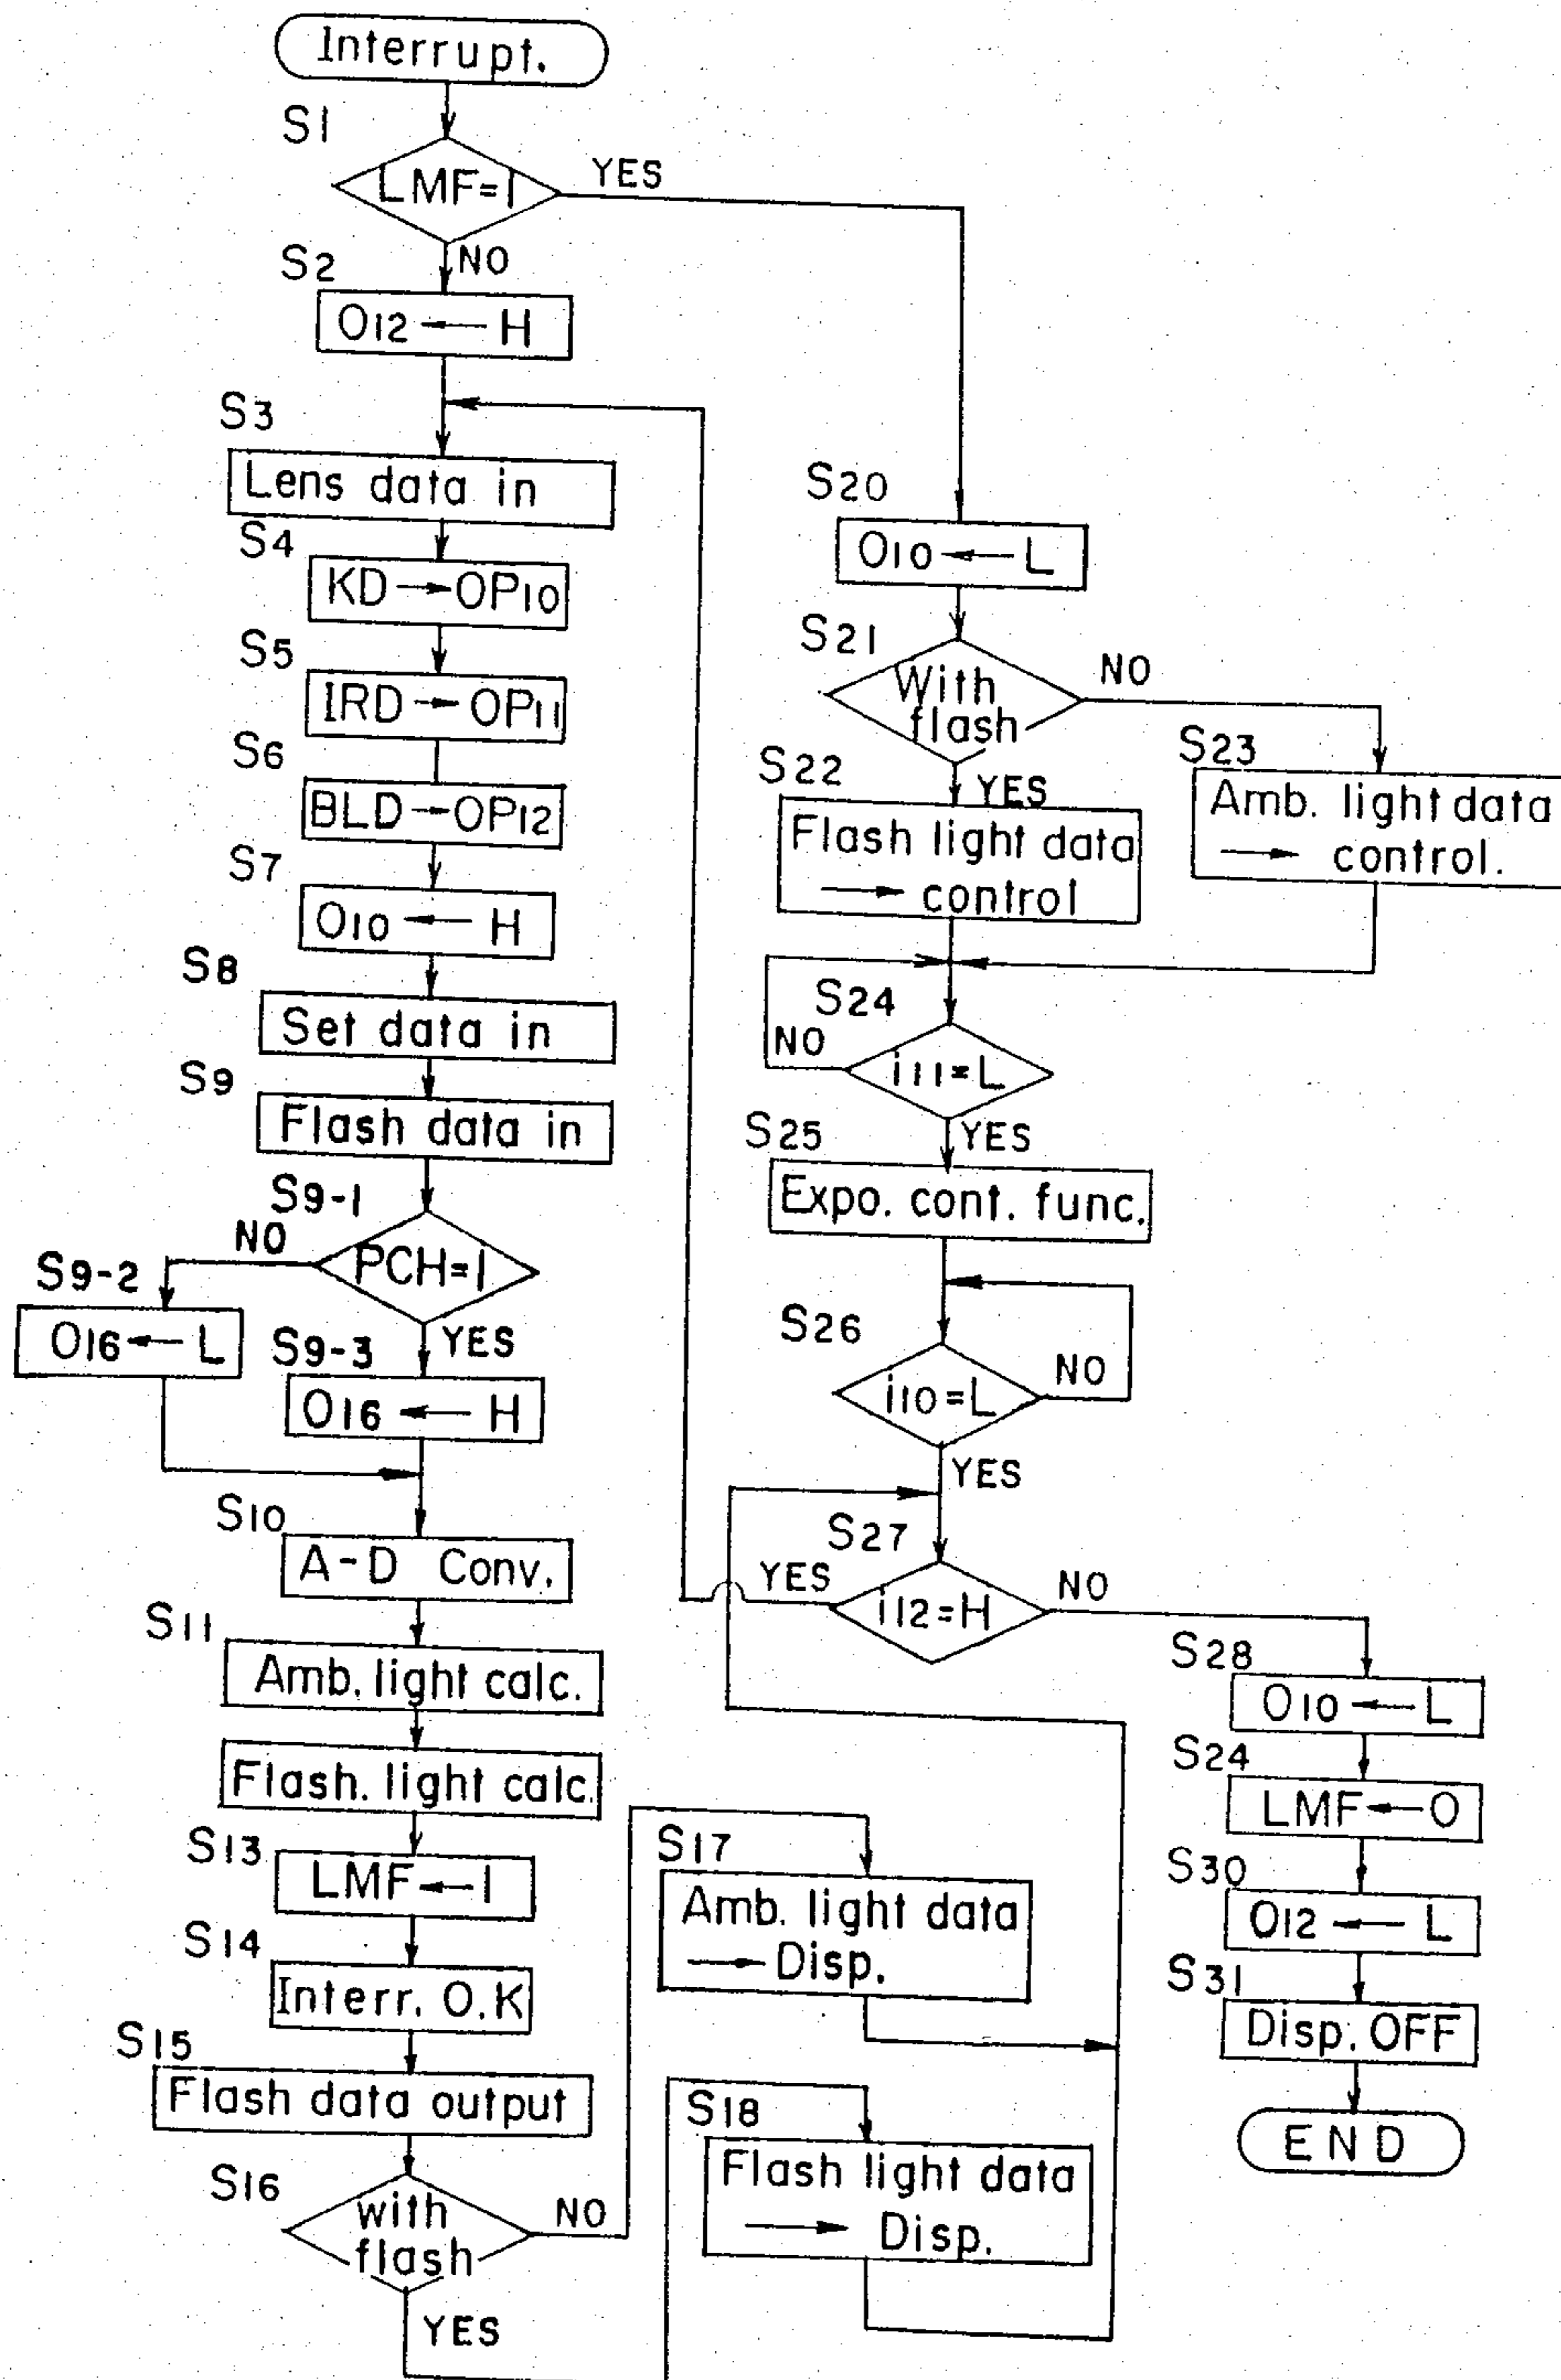 Interrupt.
S1
LMF=1
YES
NO
S2
O12 ← H
S3
Lens data in
S4
KD → OP10
S5
IRD → OP11
S6
BLD → OP12
S7
O10 ← H
S8
Set data in
S9
Flash data in
S9-1
PCH=1
NO
YES
S9-2
O16 ← L
S9-3
O16 ← H
S10
A-D Conv.
S11
Amb. light calc.
Flash. light calc.
S13
LMF ← 1
S14
Interr. O.K
S15
Flash data output
S16
with
flash
NO
YES
S17
Amb. light data
→ Disp.
S18
Flash light data
→ Disp.
S20
O10 ← L
S21
With
flash
NO
YES
S22
Flash light data
→ control
S23
Amb. light data
→ control.
S24
i11=L
NO
YES
S25
Expo. cont. func.
S26
i10=L
NO
YES
S27
i12=H
YES
NO
S28
O10 ← L
S24
LMF ← 0
S30
O12 ← L
S31
Disp. OFF
END